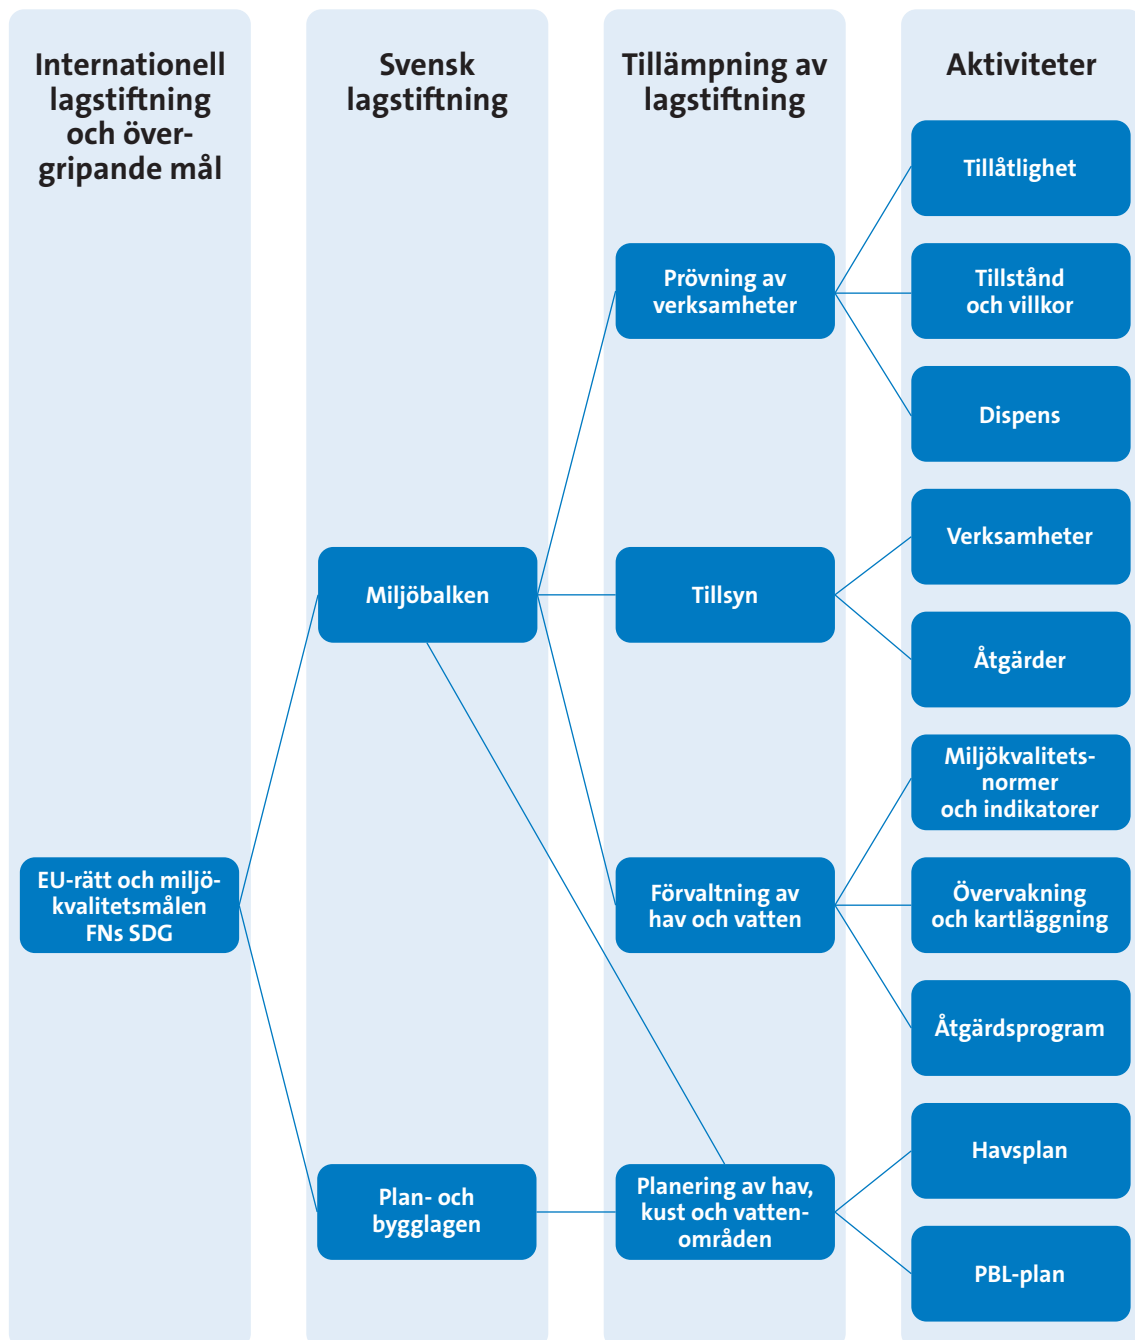 Internationell
lagstiftning
och över-
gripande mål
Svensk
lagstiftning
Tillämpning av
lagstiftning
Aktiviteter
EU-rätt och miljö-
kvalitetsmålen
FNs SDG
Miljöbalken
Plan- och
bygglagen
Prövning av
verksamheter
Tillsyn
Förvaltning av
hav och vatten
Planering av hav,
kust och vatten-
områden
Tillåtlighet
Tillstånd
och villkor
Dispens
Verksamheter
Åtgärder
Miljökvalitets-
normer
och indikatorer
Övervakning
och kartläggning
Åtgärdsprogram
Havsplan
PBL-plan